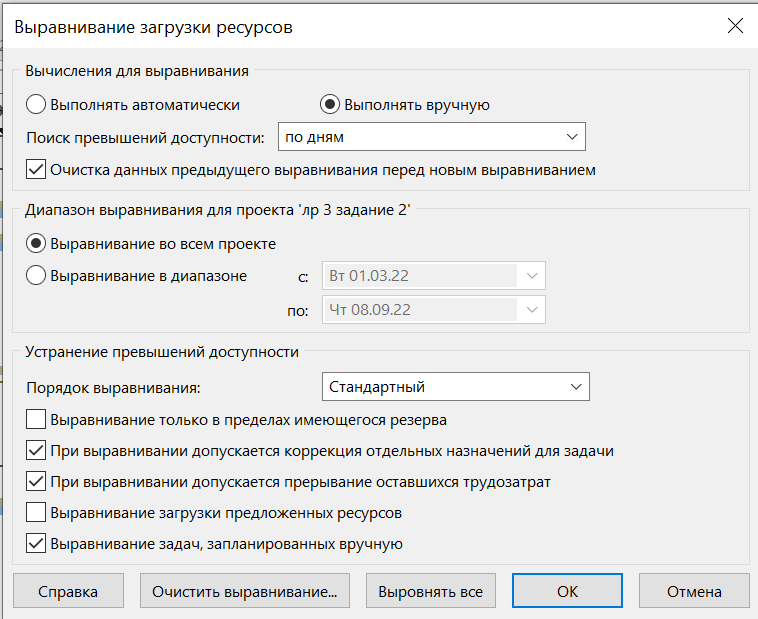 Выравнивание загрузки ресурсов
Вычисления для выравнивания
Выполнять автоматически Выполнять вручную
Поиск превышений доступности: по дням
Очистка данных предыдущего выравнивания перед новым выравниванием
Диапазон выравнивания для проекта 'лр 3 задание 2'
Выравнивание во всем проекте
Выравнивание в диапазоне с: Вт 01.03.22
по: Чт 08.09.22
Устранение превышений доступности
Порядок выравнивания: Стандартный
Выравнивание только в пределах имеющегося резерва
При выравнивании допускается коррекция отдельных назначений для задачи
При выравнивании допускается прерывание оставшихся трудозатрат
Выравнивание загрузки предложенных ресурсов
Выравнивание задач, запланированных вручную
Справка Очистить выравнивание... Выровнять все ОК Отмена